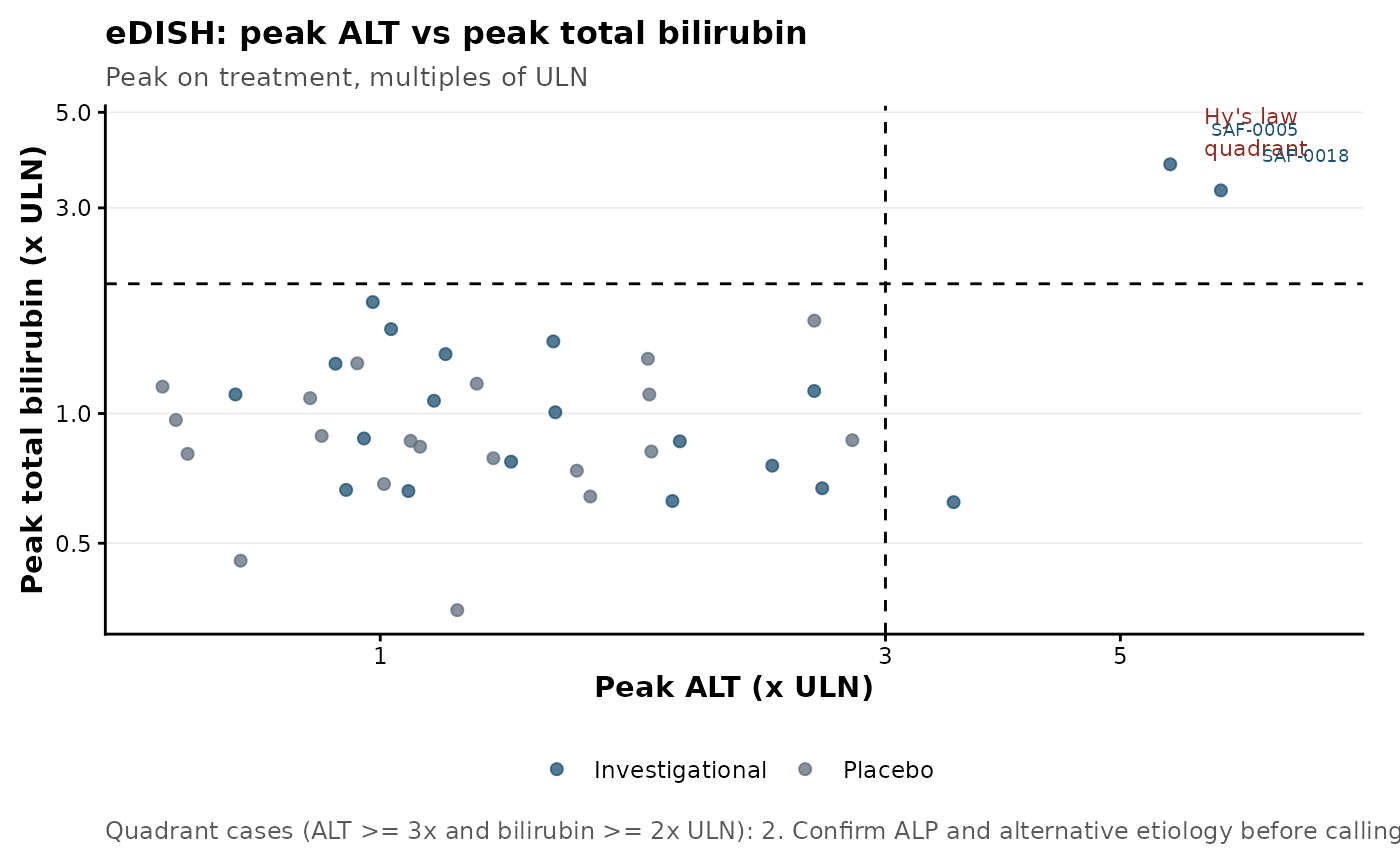 eDISH: peak ALT vs peak total bilirubin
Peak on treatment, multiples of ULN
Peak total bilirubin (x ULN)
5.0
3.0
1.0
0.5
Hy's law
SAF-0005
quadrant
SAF-0018
1
3
5
Peak ALT (x ULN)
Investigational
Placebo
Quadrant cases (ALT >= 3x and bilirubin >= 2x ULN): 2. Confirm ALP and alternative etiology before calling